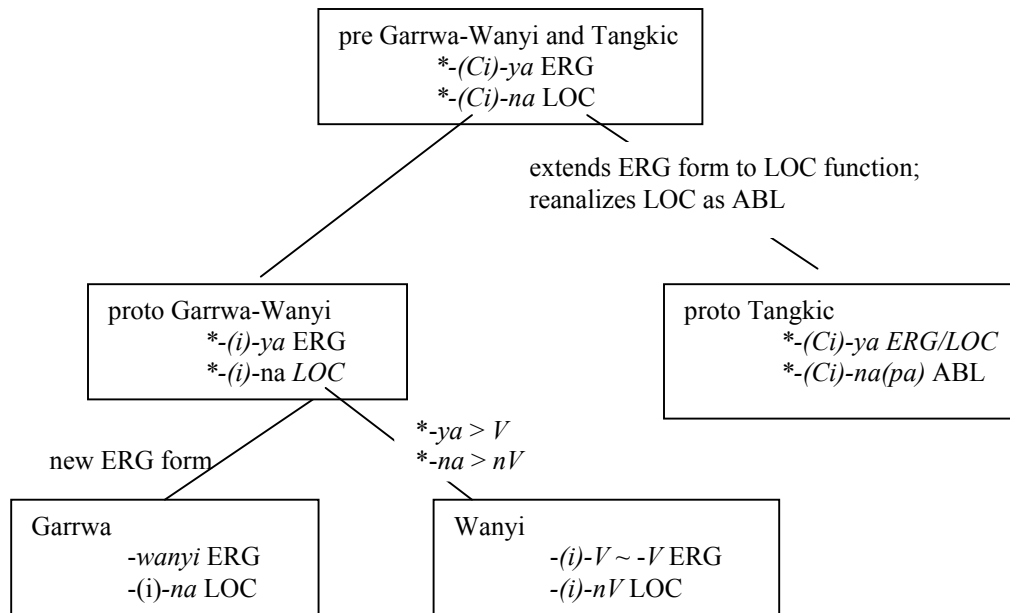 pre Garrwa-Wanyi and Tangkic
*-(Ci)-ya ERG
*-(Ci)-na LOC
extends ERG form to LOC function;
reanalizes LOC as ABL
proto Garrwa-Wanyi
*-(i)-ya ERG
*-(i)-na LOC
proto Tangkic
*-(Ci)-ya ERG/LOC
*-(Ci)-na(pa) ABL
new ERG form
*-ya > V
*-na > nV
Garrwa
-wanyi ERG
-(i)-na LOC
Wanyi
-(i)-V ~ -V ERG
-(i)-nV LOC